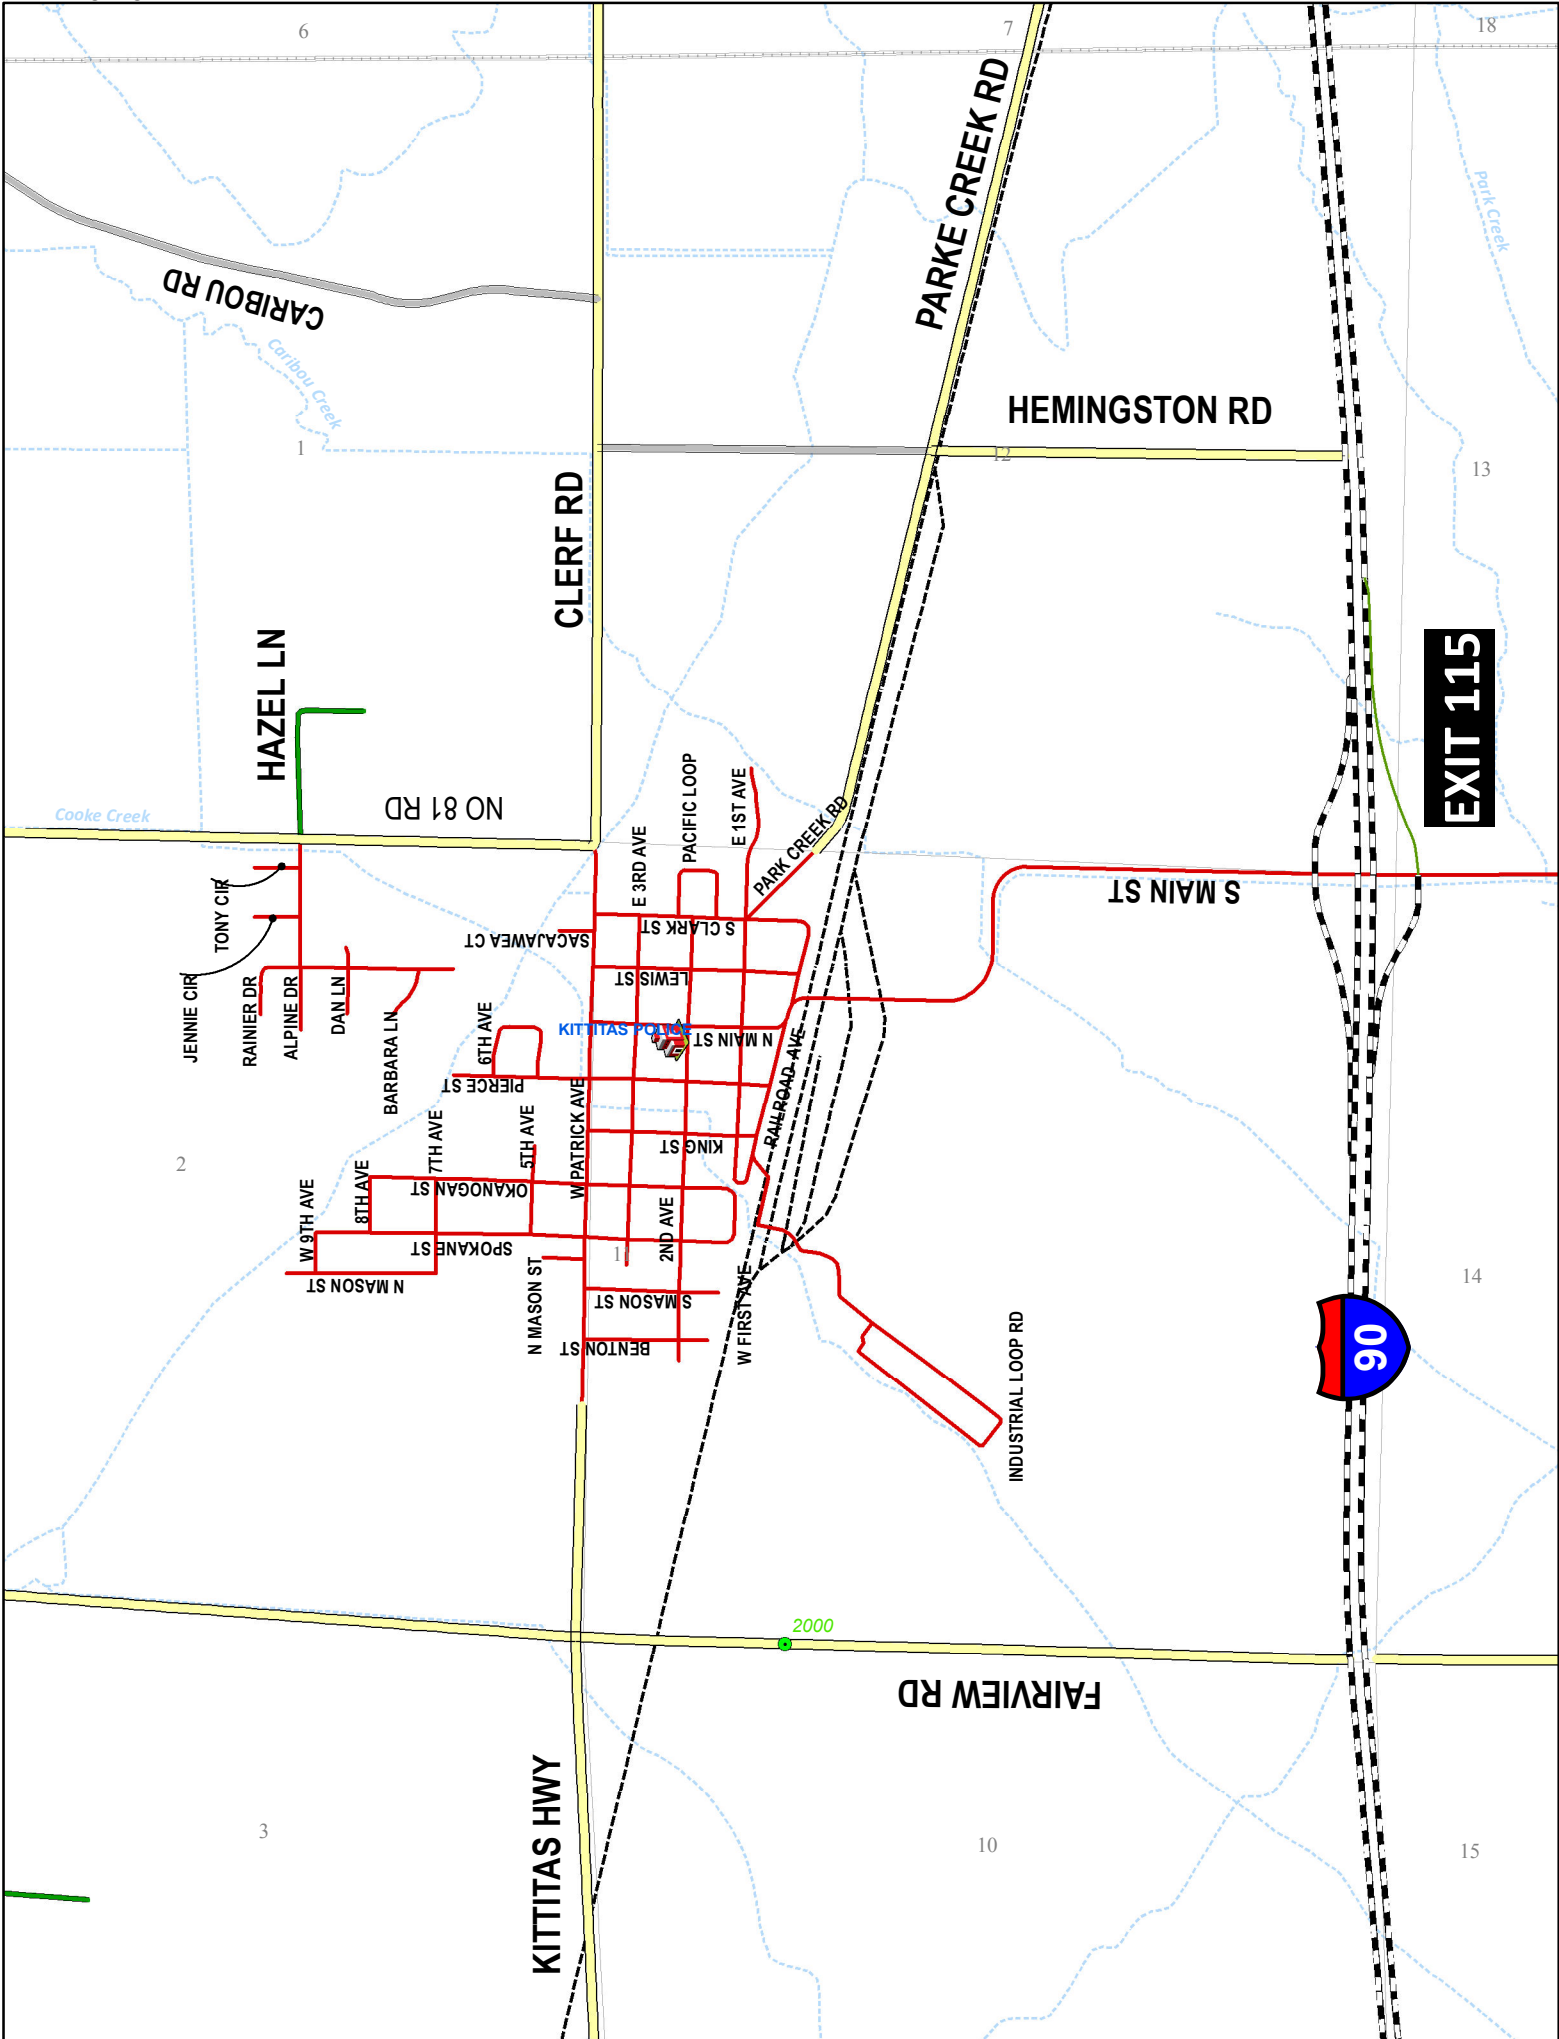 6
7
18
PARKE CREEK RD
Park Creek
CARIBOU RD
Caribou Creek
HEMINGSTON RD
1
12
13
CLERF RD
HAZEL LN
EXIT 115
NO 81 RD
Cooke Creek
PACIFIC LOOP
E 1ST AVE
E 3RD AVE
PARK CREEK RD
S MAIN ST
TONY CIR
S CLARK ST
SACAJAWEA CT
LEWIS ST
JENNIE CIR
RAINIER DR
ALPINE DR
DAN LN
BARBARA LN
6TH AVE
KITTITAS POLICE
N MAIN ST
RAILROAD AVE
PIERCE ST
W PATRICK AVE
7TH AVE
5TH AVE
KING ST
2
8TH AVE
OKANOGAN ST
W 9TH AVE
2ND AVE
SPOKANE ST
11
14
N MASON ST
N MASON ST
S MASON ST
W FIRST AVE
BENTON ST
90
INDUSTRIAL LOOP RD
2000
FAIRVIEW RD
KITTITAS HWY
3
10
15